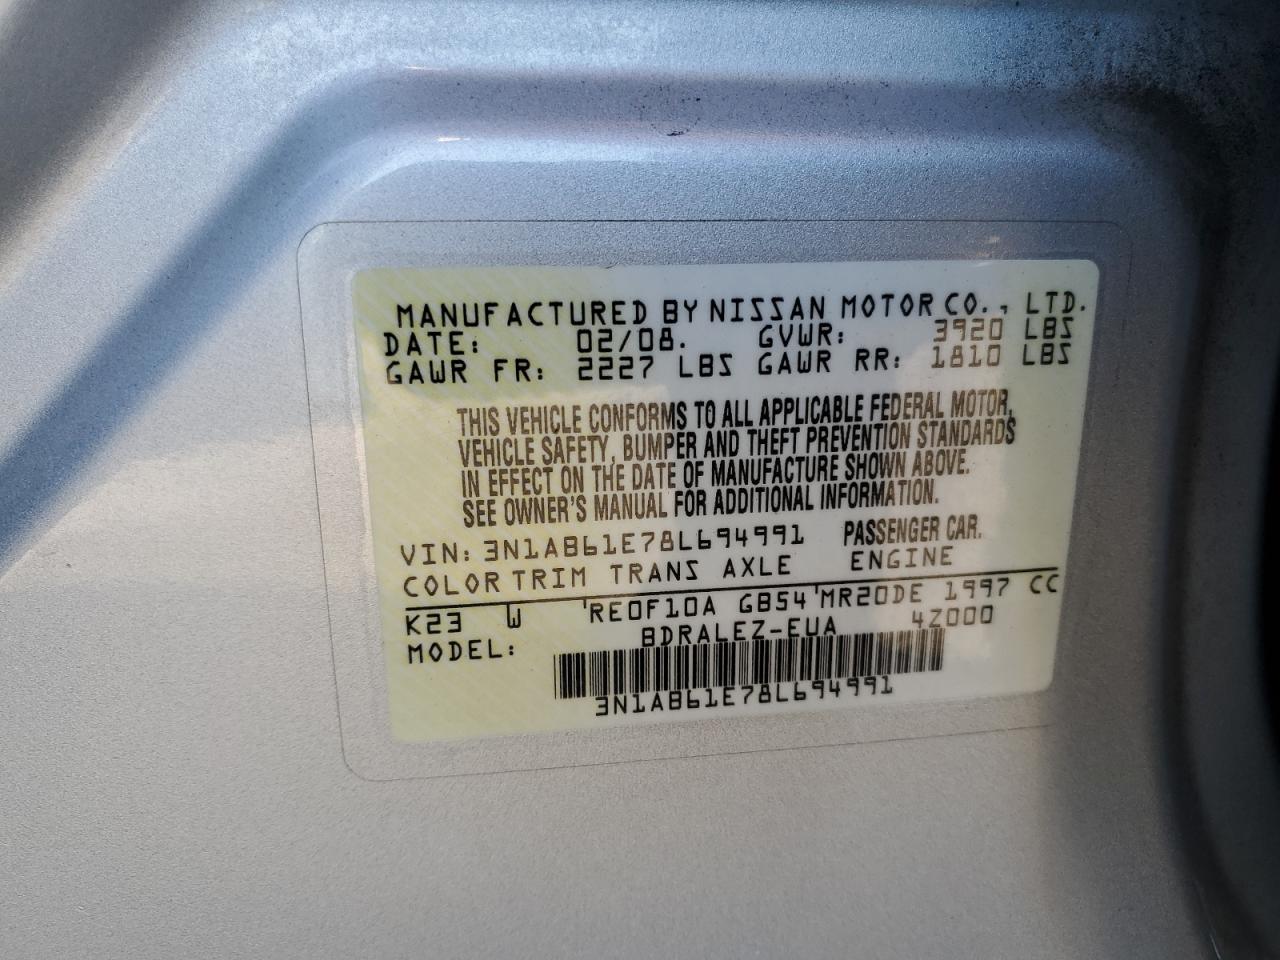 MANUFACTURED BY NISSAN MOTOR CO., LTD.
DATE: 02/08. GVWR: 3920 LBS
GAWR FR: 2227 LBS GAWR RR: 1810 LBS
THIS VEHICLE CONFORMS TO ALL APPLICABLE FEDERAL MOTOR,
VEHICLE SAFETY, BUMPER AND THEFT PREVENTION STANDARDS
IN EFFECT ON THE DATE OF MANUFACTURE SHOWN ABOVE.
SEE OWNER'S MANUAL FOR ADDITIONAL INFORMATION.
VIN: 3N1AB61E78L694991 PASSENGER CAR.
COLOR TRIM TRANS AXLE ENGINE
K23 W 'RE0F10A GB54'MR20DE 1997 CC
MODEL: BDRALEZ-EUA 4Z000
3N1AB61E78L694991